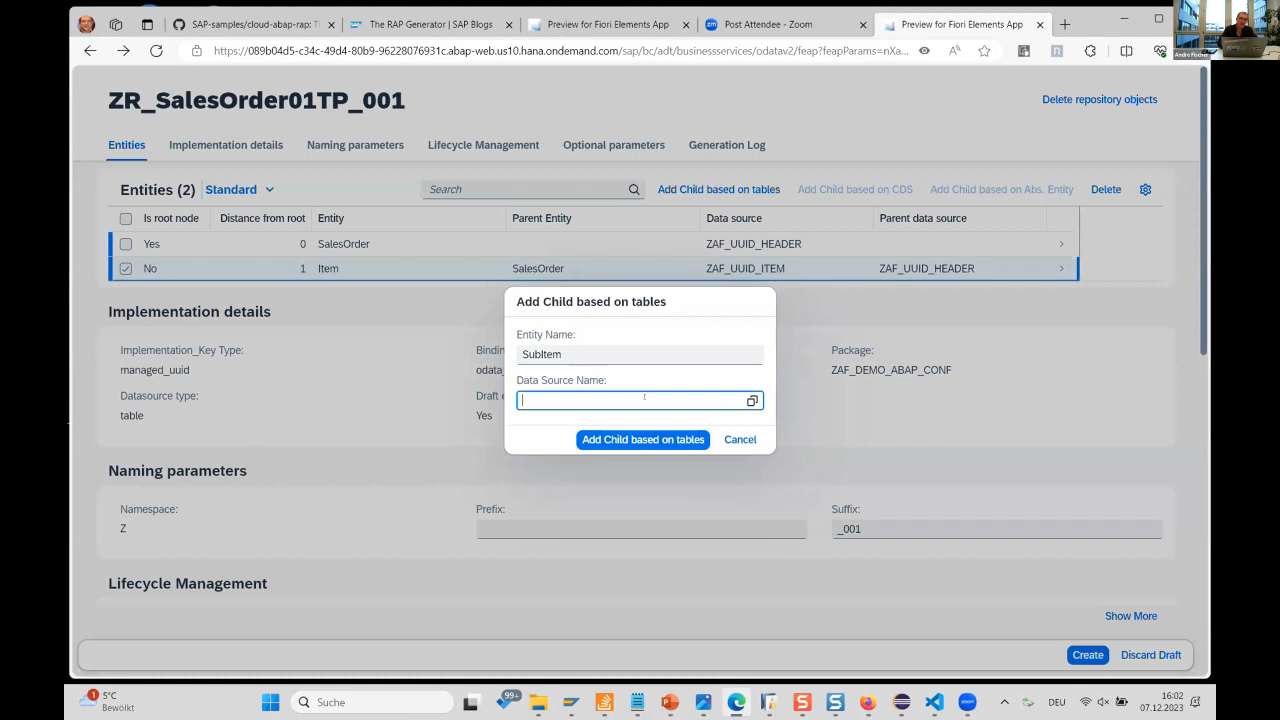 SAP-samples/cloud-abap-rap: T
The RAP Generator | SAP Blogs
Preview for Fiori Elements App
Post Attendee - Zoom
Preview for Fiori Elements App
https://089b04d5-c34c-49d4-80b9-96228076931c.abap-web.us10.hana.ondemand.com/sap/bc/adt/businessservices/odatav2/feap?feapParams=nXa...
Andre Fischer
ZR_SalesOrder01TP_001
Delete repository objects
Entities Implementation details Naming parameters Lifecycle Management Optional parameters Generation Log
Entities (2) Standard Search Add Child based on tables Add Child based on CDS Add Child based on Abs. Entity Delete
Is root node Distance from root Entity Parent Entity Data source Parent data source
Yes 0 SalesOrder ZAF_UUID_HEADER
No 1 Item SalesOrder ZAF_UUID_ITEM ZAF_UUID_HEADER
Add Child based on tables
Entity Name:
SubItem
Data Source Name:
Add Child based on tables Cancel
Implementation details
Implementation_Key Type: Bindin Package:
managed_uuid odata_ ZAF_DEMO_ABAP_CONF
Datasource type: Draft e
table Yes
Naming parameters
Namespace: Prefix: Suffix:
Z _001
Lifecycle Management
Show More
Create Discard Draft
1
5°C
Bewölkt
Suche
99+
DEU
16:02
07.12.2023